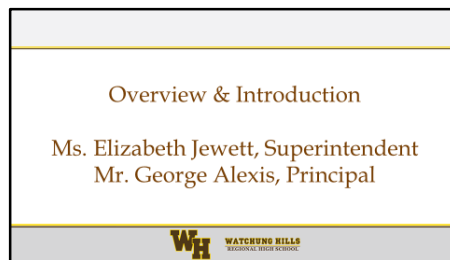 Overview & Introduction
Ms. Elizabeth Jewett, Superintendent
Mr. George Alexis, Principal
WH
WATCHUNG HILLS
REGIONAL HIGH SCHOOL